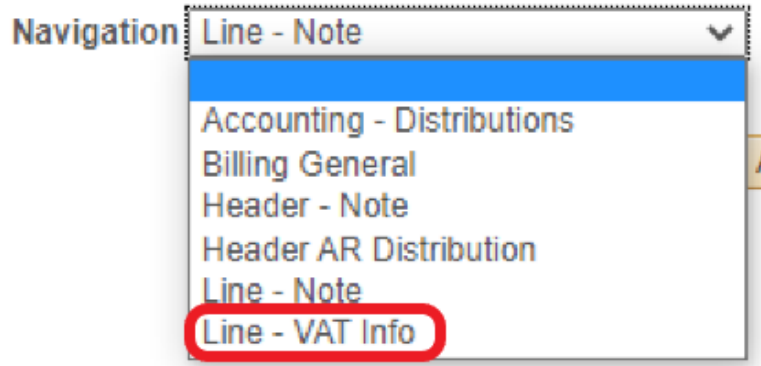 Navigation Line - Note
Accounting - Distributions
Billing General
Header - Note
Header AR Distribution
Line - Note
Line - VAT Info